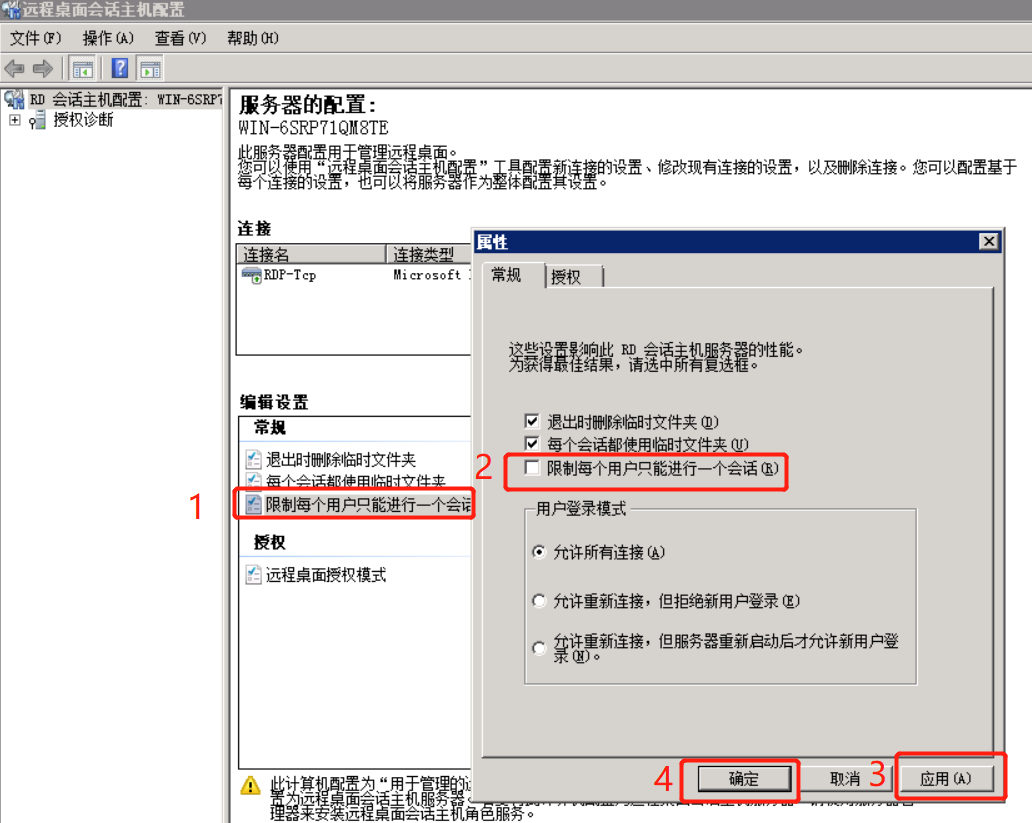 远程桌面会话主机配置
文件(F) 操作(A) 查看(V) 帮助(H)
RD 会话主机配置: WIN-6SRP7
授权诊断
服务器的配置:
WIN-6SRP71QM8TE
此服务器配置用于管理远程桌面。
您可以使用“远程桌面会话主机配置”工具配置新连接的设置、修改现有连接的设置，以及删除连接。您可以配置基于
每个连接的设置，也可以将服务器作为整体配置其设置。
连接
连接名 连接类型
RDP-Tcp Microsoft
编辑设置
常规
退出时删除临时文件夹
每个会话都使用临时文件夹
1 限制每个用户只能进行一个会话
授权
远程桌面授权模式
此计算机配置为“用于管理的远
置为远程桌面会话主机服务器。
理器来安装远程桌面会话主机角色服务。
属性
常规 授权
这些设置影响此 RD 会话主机服务器的性能。
为获得最佳结果，请选中所有复选框。
退出时删除临时文件夹(D)
每个会话都使用临时文件夹(U)
2 限制每个用户只能进行一个会话(R)
用户登录模式
允许所有连接(A)
允许重新连接，但拒绝新用户登录(E)
允许重新连接，但服务器重新启动后才允许新用户登
录(N)。
4 确定 取消 3 应用(A)